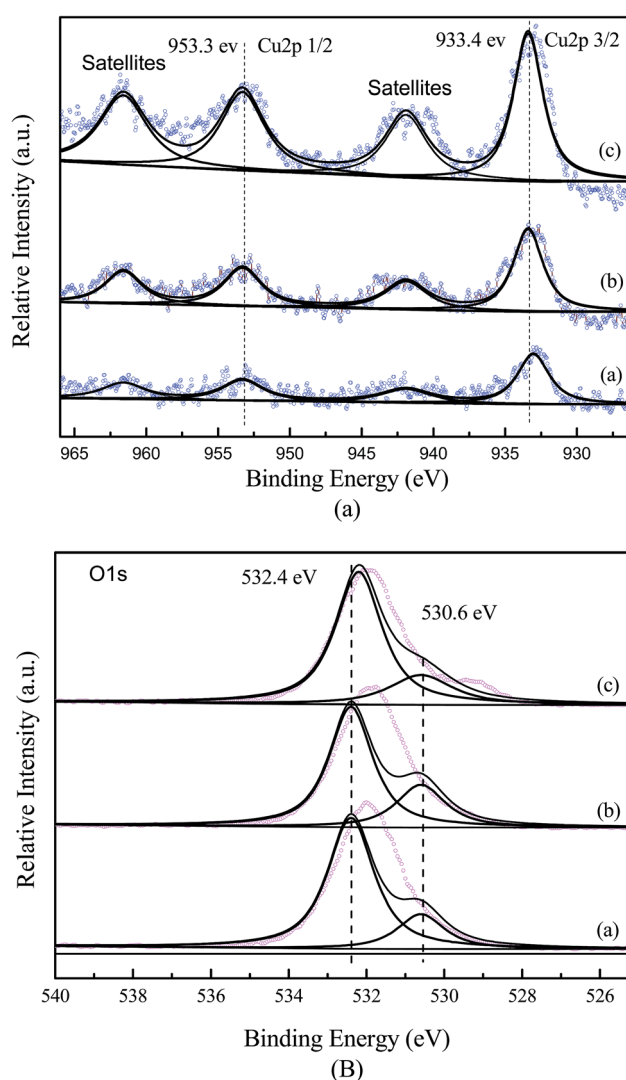 953.3 ev Cu2p 1/2
933.4 ev Cu2p 3/2
Satellites
Satellites
(c)
(b)
(a)
Relative Intensity (a.u.)
965 960 955 950 945 940 935 930
Binding Energy (eV)
(a)
O1s
532.4 eV
530.6 eV
(c)
(b)
(a)
Relative Intensity (a.u.)
540 538 536 534 532 530 528 526
Binding Energy (eV)
(B)